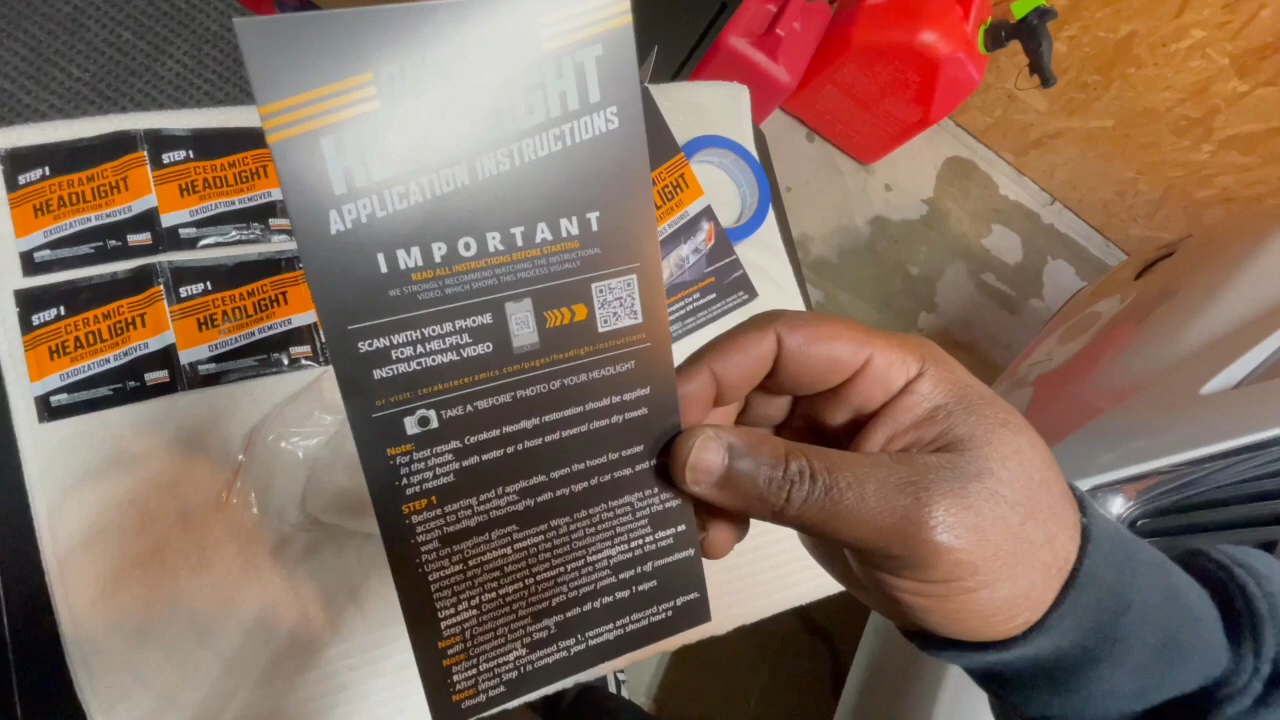 STEP 1
CERAMIC
HEADLIGHT
RESTORATION KIT
OXIDIZATION REMOVER
STEP 1
CERAMIC
HEADLIGHT
RESTORATION KIT
OXIDIZATION REMOVER
CERAKOTE
STEP 1
CERAMIC
HEADLIGHT
RESTORATION KIT
OXIDIZATION REMOVER
CERAKOTE
STEP 1
CERAMIC
HEADLIGHT
RESTORATION KIT
OXIDIZATION REMOVER
CERAKOTE
APPLICATION INSTRUCTIONS
IMPORTANT
READ ALL INSTRUCTIONS BEFORE STARTING
WE STRONGLY RECOMMEND WATCHING THE INSTRUCTIONAL
VIDEO, WHICH SHOWS THIS PROCESS VISUALLY
SCAN WITH YOUR PHONE
FOR A HELPFUL
INSTRUCTIONAL VIDEO
or visit: cerakoteceramics.com/pages/headlight-instructions
TAKE A "BEFORE" PHOTO OF YOUR HEADLIGHT
Note:
• For best results, Cerakote Headlight restoration should be applied
in the shade.
• A spray bottle with water or a hose and several clean dry towels
are needed.
STEP 1
• Before starting and if applicable, open the hood for easier
access to the headlights.
• Wash headlights thoroughly with any type of car soap, and
well.
• Put on supplied gloves.
• Using an Oxidization Remover Wipe, rub each headlight in a
circular, scrubbing motion on all areas of the lens. During this
process any oxidization in the lens will be extracted, and the wipe
may turn yellow. Move to the next Oxidization Remover
Wipe when the current wipe becomes yellow and soiled.
Use all of the wipes to ensure your headlights are as clean as
possible. Don't worry if your wipes are still yellow as the next
step will remove any remaining oxidization.
Note: If Oxidization Remover gets on your paint, wipe it off immediately
with a clean dry towel.
Note: Complete both headlights with all of the Step 1 wipes
before proceeding to Step 2.
• Rinse thoroughly.
• After you have completed Step 1, remove and discard your gloves.
Note: When Step 1 is complete, your headlights should have a
cloudy look.